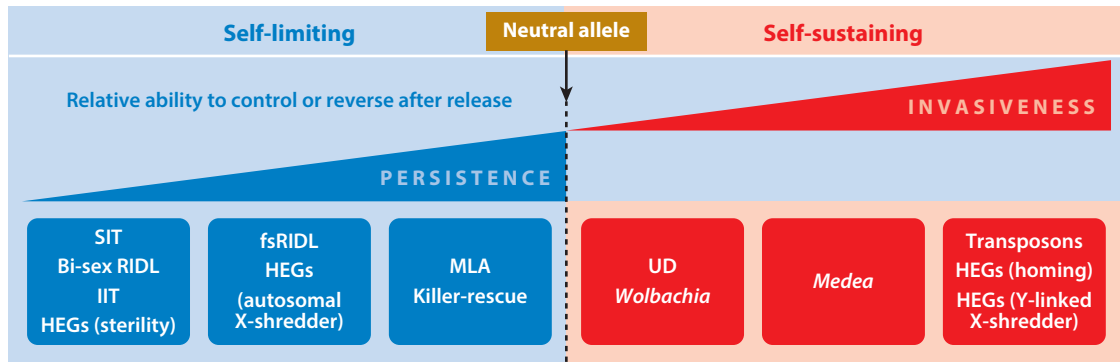 Self-limiting
Neutral allele
Self-sustaining
Relative ability to control or reverse after release
INVASIVENESS
PERSISTENCE
SIT
Bi-sex RIDL
IIT
HEGs (sterility)
fsRIDL
HEGs
(autosomal
X-shredder)
MLA
Killer-rescue
UD
Wolbachia
Medea
Transposons
HEGs (homing)
HEGs (Y-linked
X-shredder)